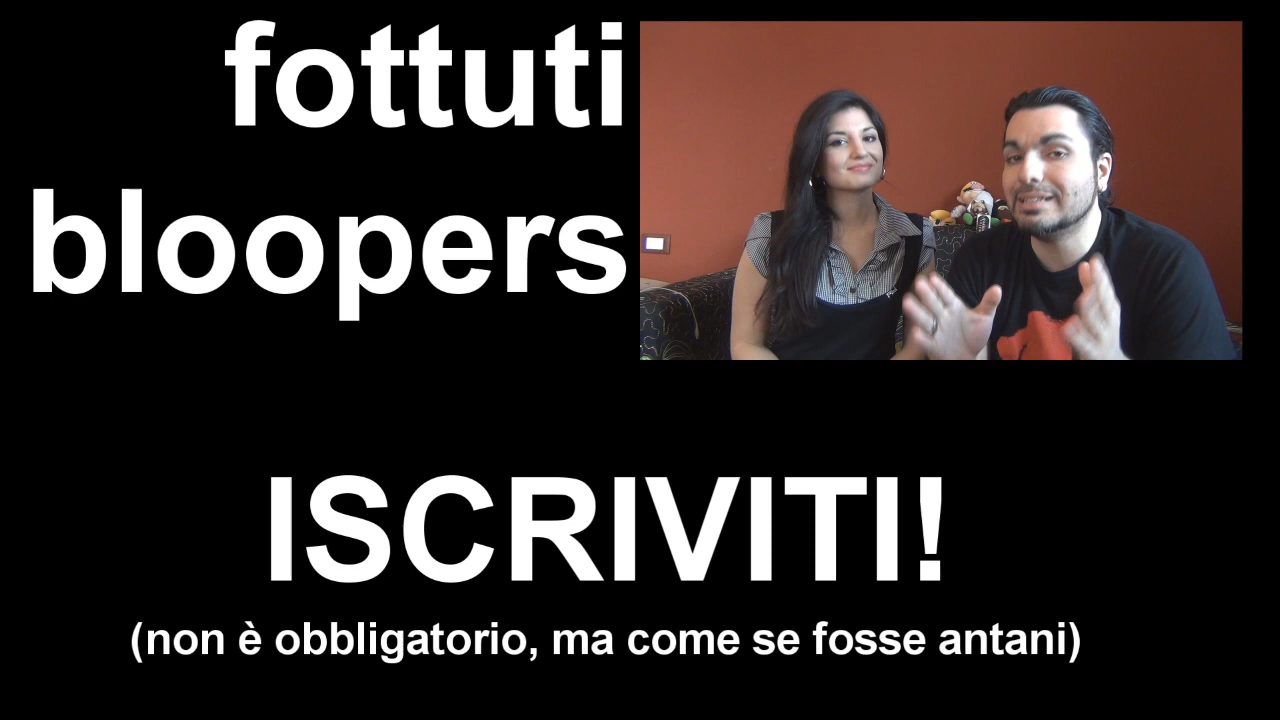 fottuti
bloopers
ISCRIVITI!
(non è obbligatorio, ma come se fosse antani)